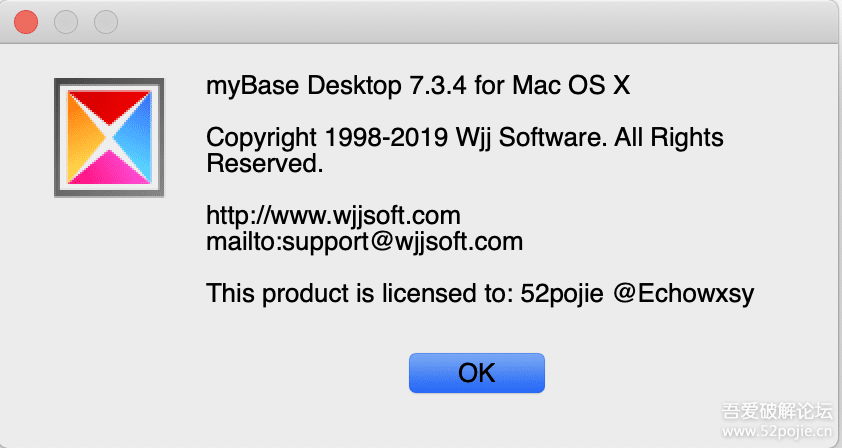 myBase Desktop 7.3.4 for Mac OS X
Copyright 1998-2019 Wjj Software. All Rights
Reserved.
http://www.wjjsoft.com
mailto:support@wjjsoft.com
This product is licensed to: 52pojie @Echowxsy
OK
吾爱破解论坛
www.52pojie.cn